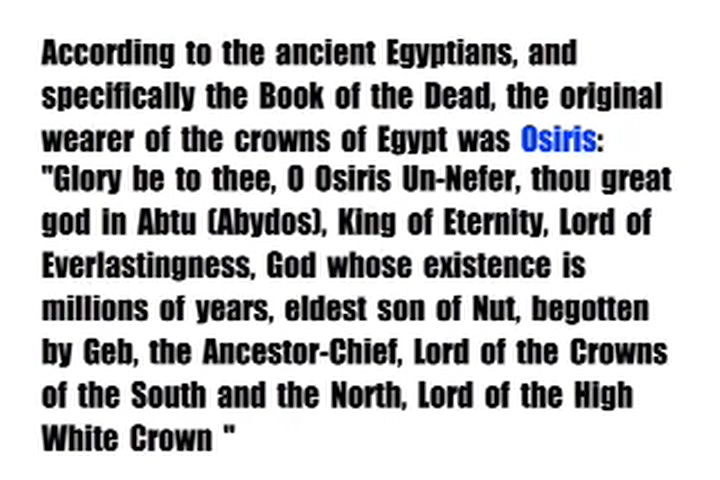 According to the ancient Egyptians, and
specifically the Book of the Dead, the original
wearer of the crowns of Egypt was Osiris:
"Glory be to thee, O Osiris Un-Nefer, thou great
god in Abtu (Abydos), King of Eternity, Lord of
Everlastingness, God whose existence is
millions of years, eldest son of Nut, begotten
by Geb, the Ancestor-Chief, Lord of the Crowns
of the South and the North, Lord of the High
White Crown "